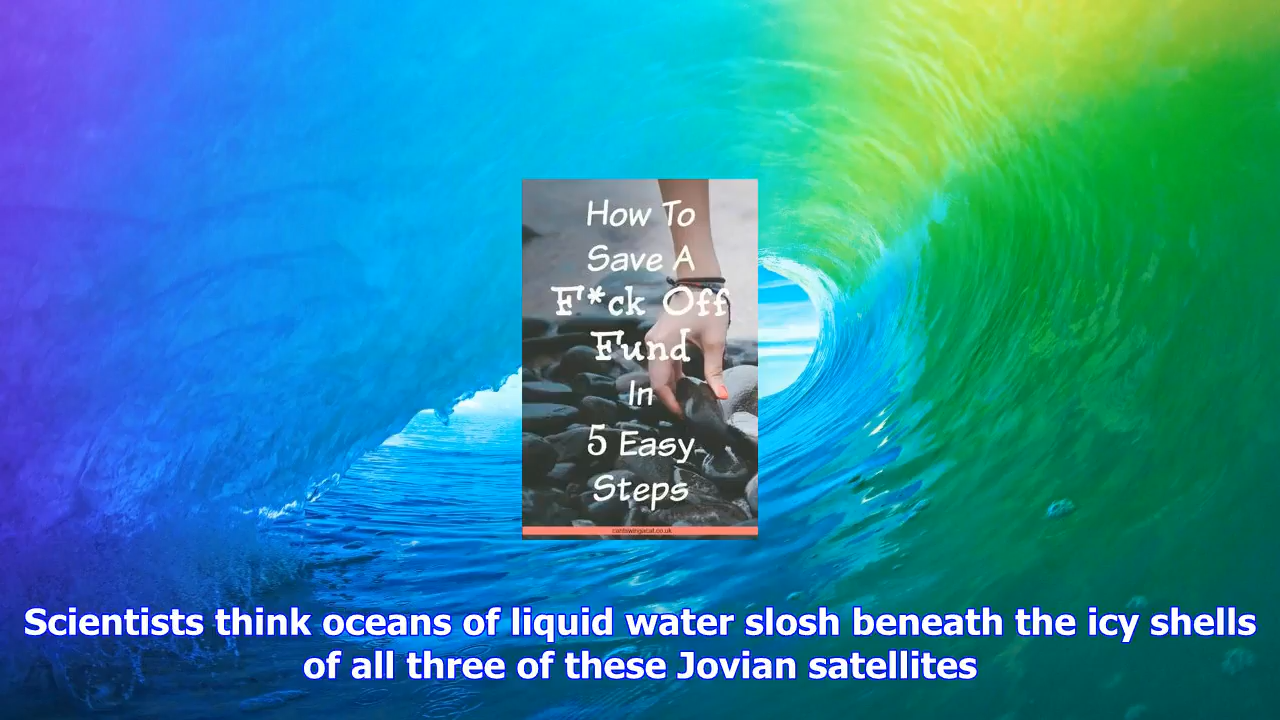 How To
Save A
F*ck Off
Fund
In
5 Easy
Steps
Scientists think oceans of liquid water slosh beneath the icy shells
of all three of these Jovian satellites